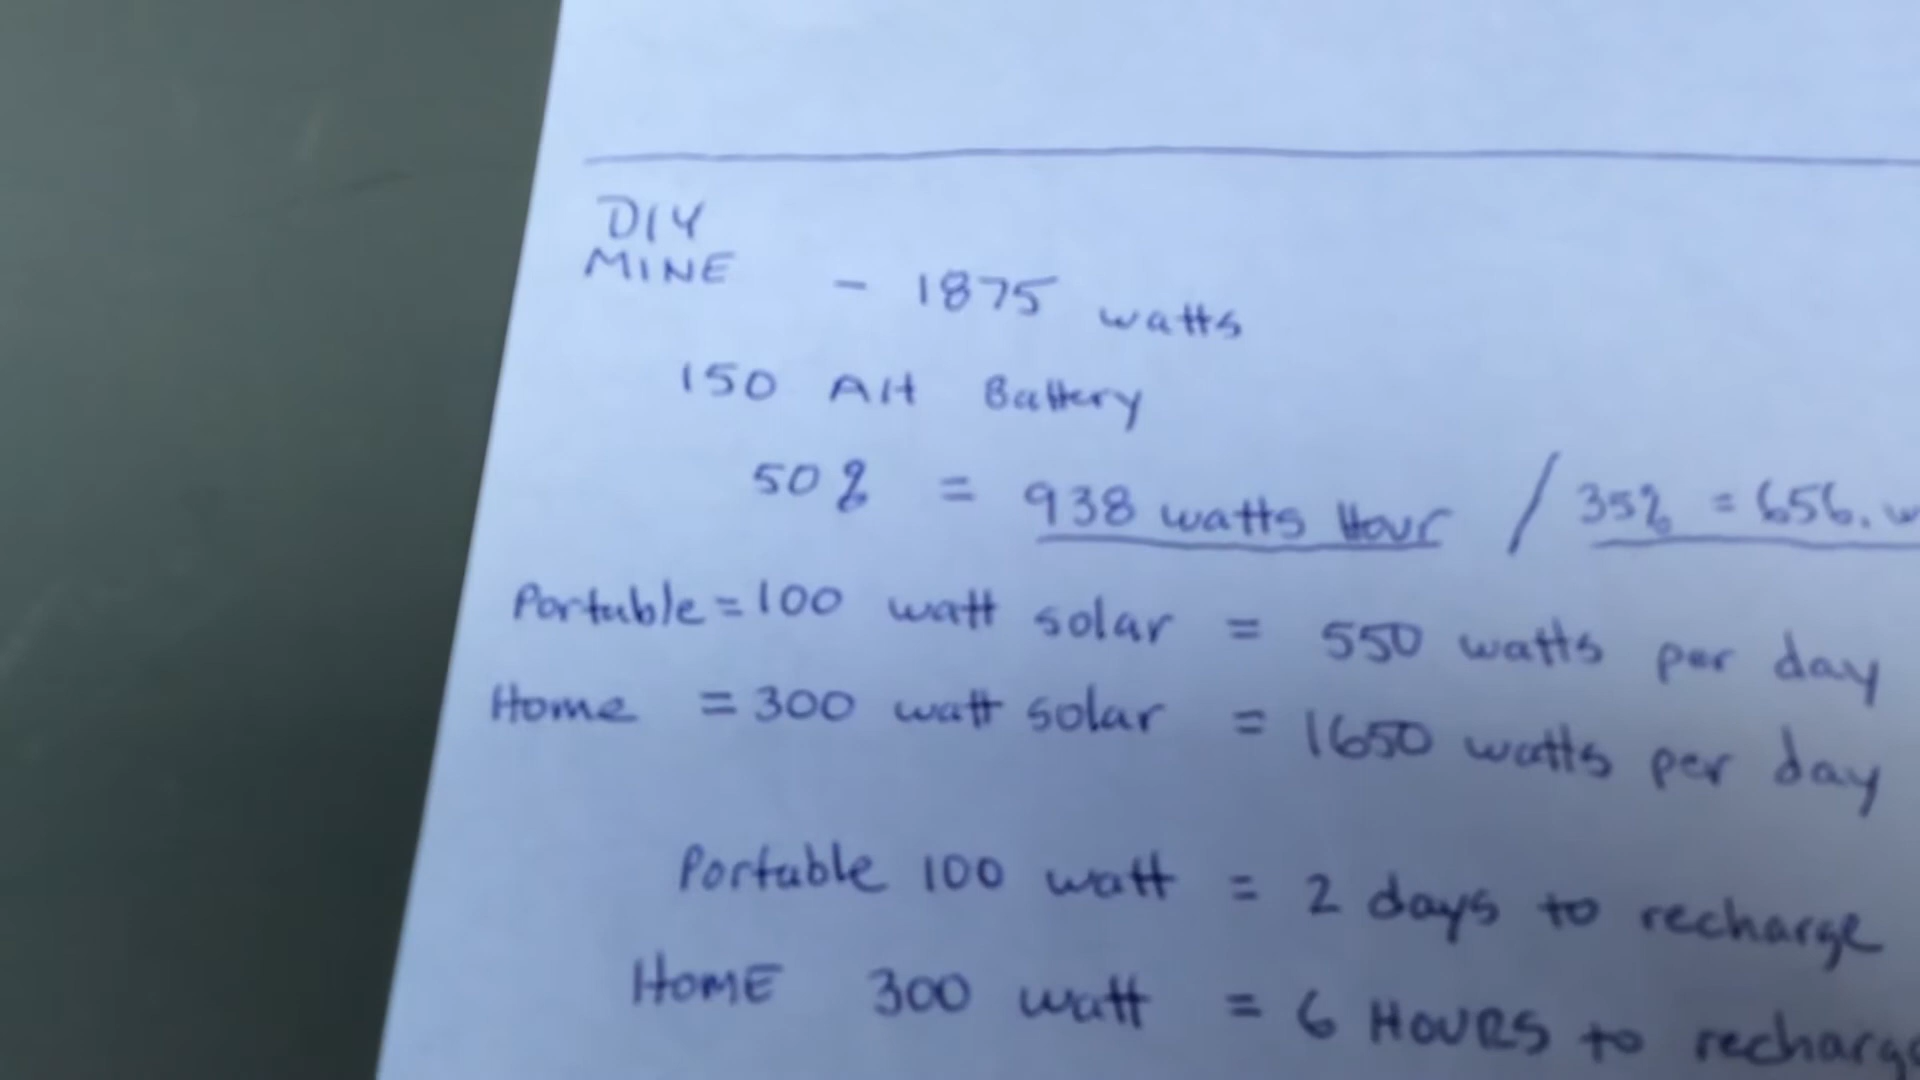 DIY
MINE - 1875 watts
150 AH Battery
50% = 938 watts Hour / 35% = 656. w
Portable = 100 watt solar = 550 watts per day
Home = 300 watt solar = 1650 watts per day
Portable 100 watt = 2 days to recharge
HOME 300 watt = 6 HOURS to recharge